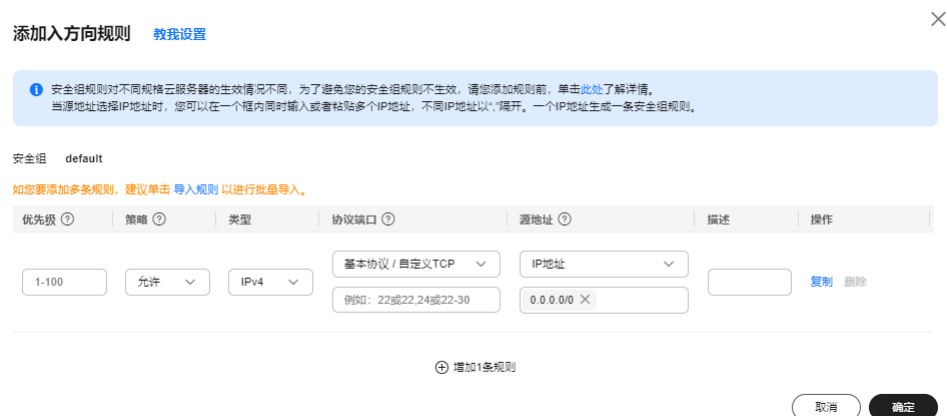 添加入方向规则 教我设置
安全组规则对不同规格云服务器的生效情况不同，为了避免您的安全组规则不生效，请您添加规则前，单击此处了解详情。
当源地址选择IP地址时，您可以在一个框内同时输入或者粘贴多个IP地址，不同IP地址以“,”隔开。一个IP地址生成一条安全组规则。
安全组 default
如您要添加多条规则，建议单击 导入规则 以进行批量导入。
优先级 策略 类型 协议端口 源地址 描述 操作
基本协议 / 自定义TCP IP地址
1-100 允许 IPv4 复制 删除
例如：22或22,24或22-30 0.0.0.0/0
增加1条规则
取消 确定